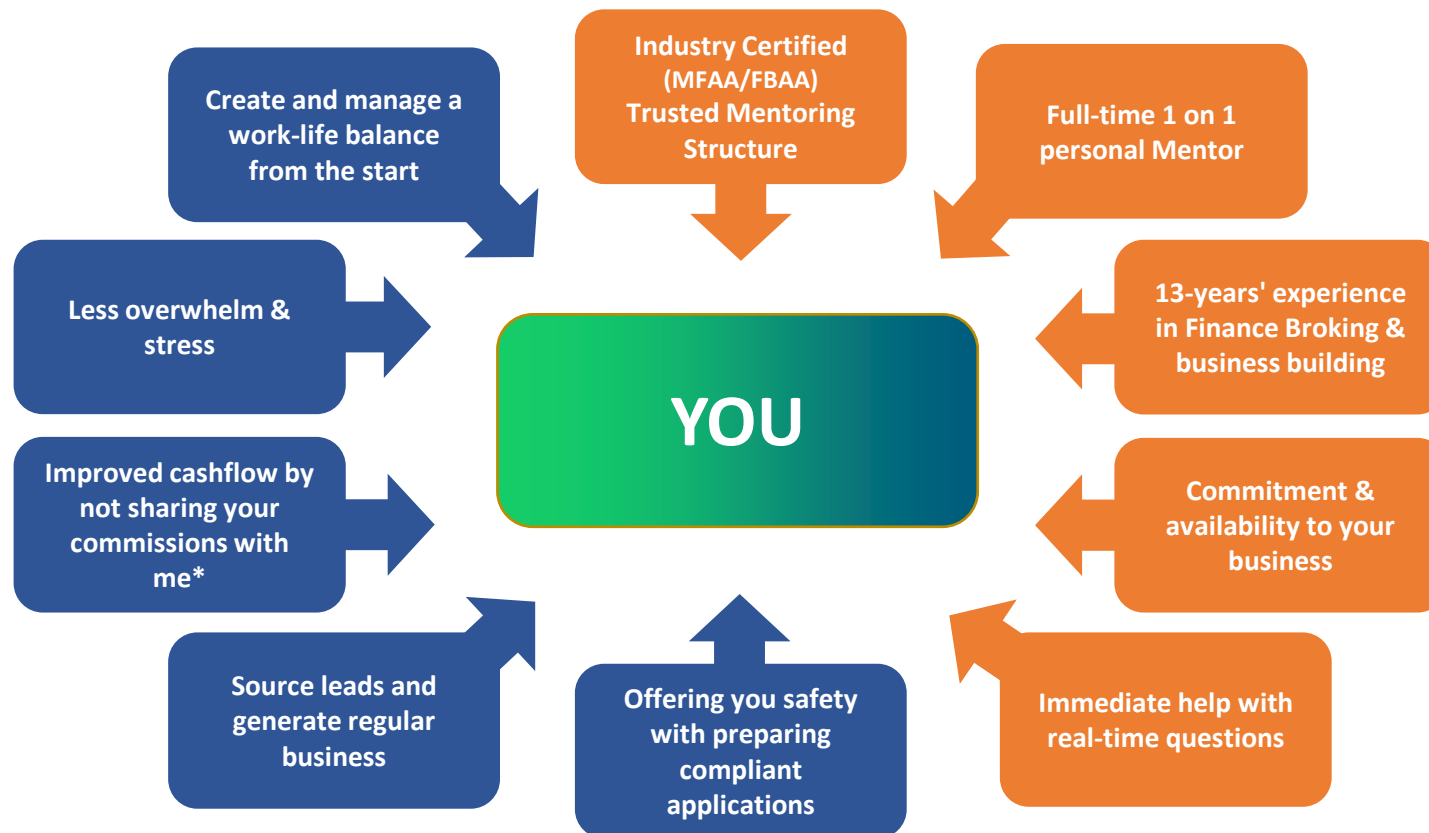 Industry Certified
(MFAA/FBAA)
Trusted Mentoring
Structure
Create and manage a
work-life balance
from the start
Full-time 1 on 1
personal Mentor
Less overwhelm &
stress
13-years' experience
in Finance Broking &
business building
YOU
Improved cashflow by
not sharing your
commissions with
me*
Commitment &
availability to your
business
Source leads and
generate regular
business
Offering you safety
with preparing
compliant
applications
Immediate help with
real-time questions